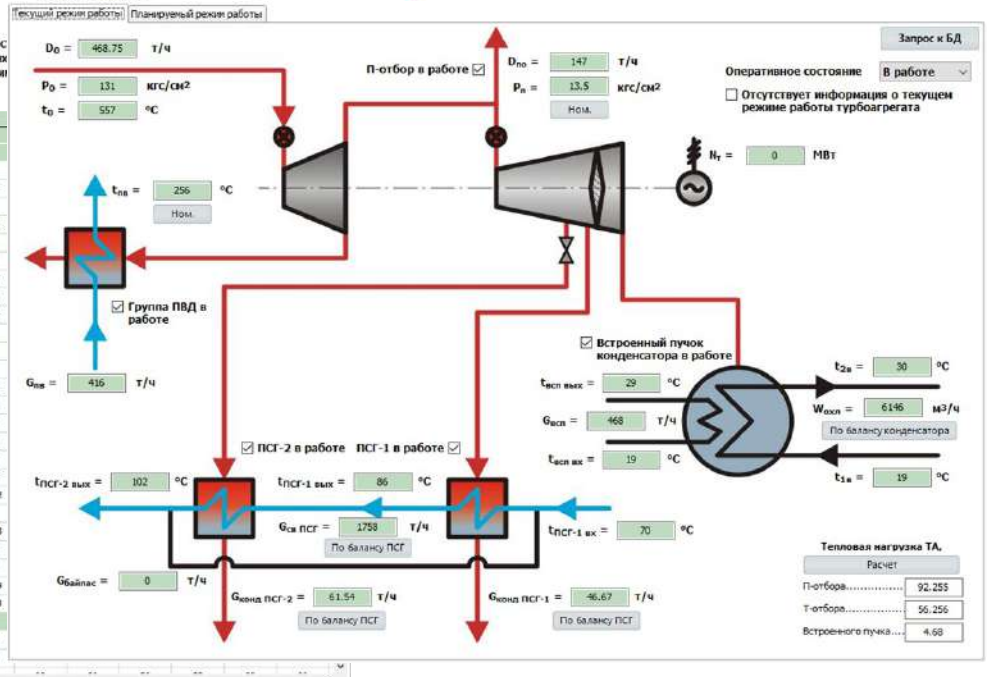 Текущий режим работы Планируемый режим работы
D₀ = 468.75 т/ч
P₀ = 131 кгс/см2
t₀ = 557 °C
П-отбор в работе
Dпо = 147 т/ч
Pп = 13.5 кгс/см2
Ном.
Запрос к БД
Оперативное состояние В работе
Отсутствует информация о текущем
режиме работы турбоагрегата
Nт = 0 МВт
tпв = 256 °C
Ном.
Группа ПВД в
работе
Gпв = 416 т/ч
Встроенный пучок
конденсатора в работе
tвсп вых = 29 °C
Gвсп = 468 т/ч
tвсп вх = 19 °C
t2в = 30 °C
Wохл = 6146 м3/ч
По балансу конденсатора
t1в = 19 °C
ПСГ-2 в работе ПСГ-1 в работе
tПСГ-2 вых = 102 °C
tПСГ-1 вых = 86 °C
Gсв ПСГ = 1758 т/ч
По балансу ПСГ
tПСГ-1 вх = 70 °C
Gбайпас = 0 т/ч
Gконд ПСГ-2 = 61.54 т/ч
По балансу ПСГ
Gконд ПСГ-1 = 46.67 т/ч
По балансу ПСГ
Тепловая нагрузка ТА,
Расчет
П-отбора................ 92.255
Т-отбора................ 56.256
Встроенного пучка.... 4.68